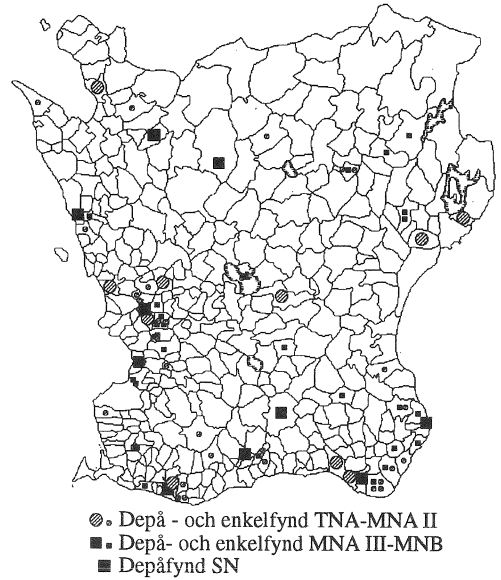 Depå - och enkelfynd TNA-MNA II
Depå- och enkelfynd MNA III-MNB
Depåfynd SN